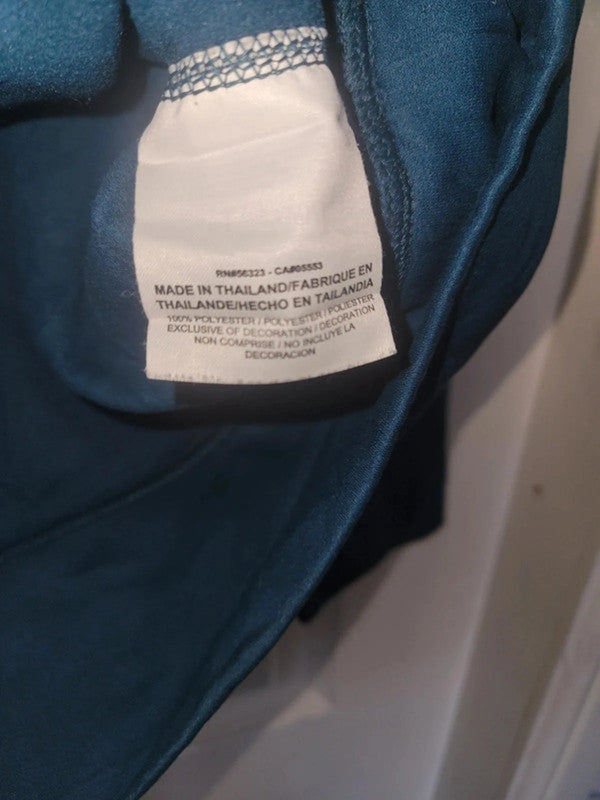 RN#56323 - CA#05553
MADE IN THAILAND/FABRIQUE EN
THAILANDE/HECHO EN TAILANDIA
100% POLYESTER / POLYESTER / POLIESTER
EXCLUSIVE OF DECORATION / DECORATION
NON COMPRISE / NO INCLUYE LA
DECORACION